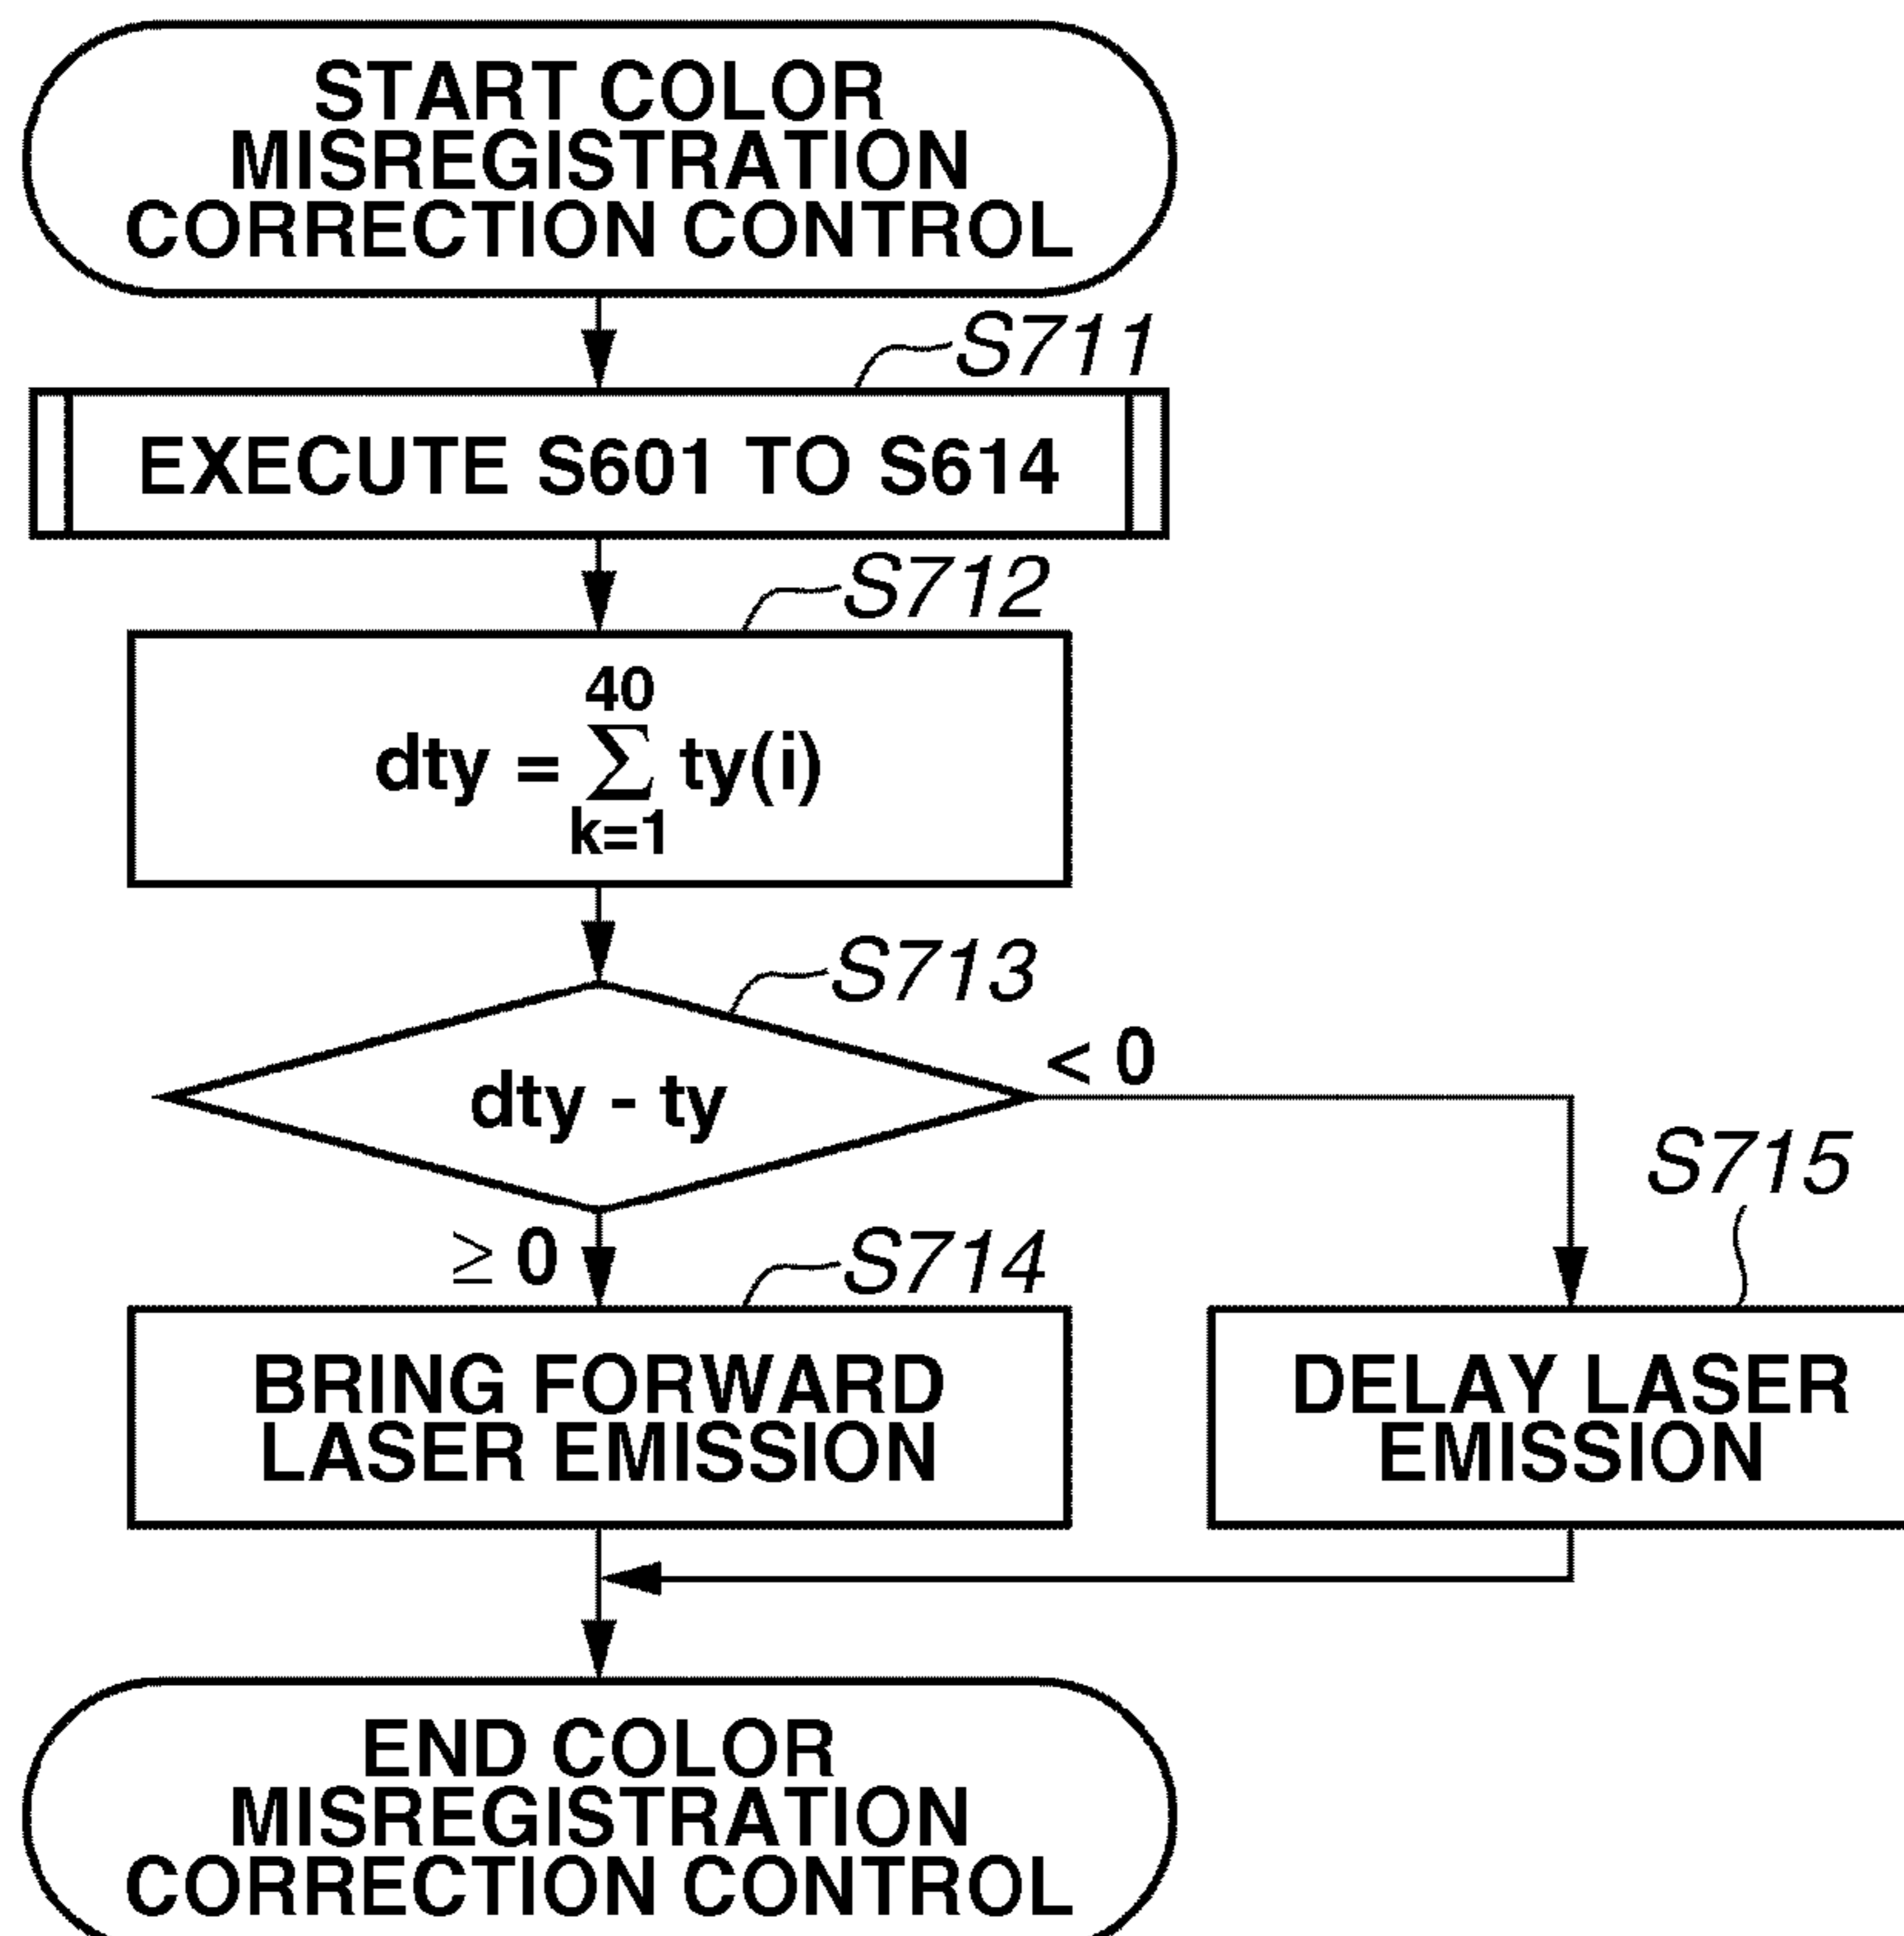 START COLOR
MISREGISTRATION
CORRECTION CONTROL
S711
EXECUTE S601 TO S614
S712
40
dty = Σ ty(i)
k=1
S713
dty - ty
< 0
≥ 0
S714
S715
BRING FORWARD
LASER EMISSION
DELAY LASER
EMISSION
END COLOR
MISREGISTRATION
CORRECTION CONTROL